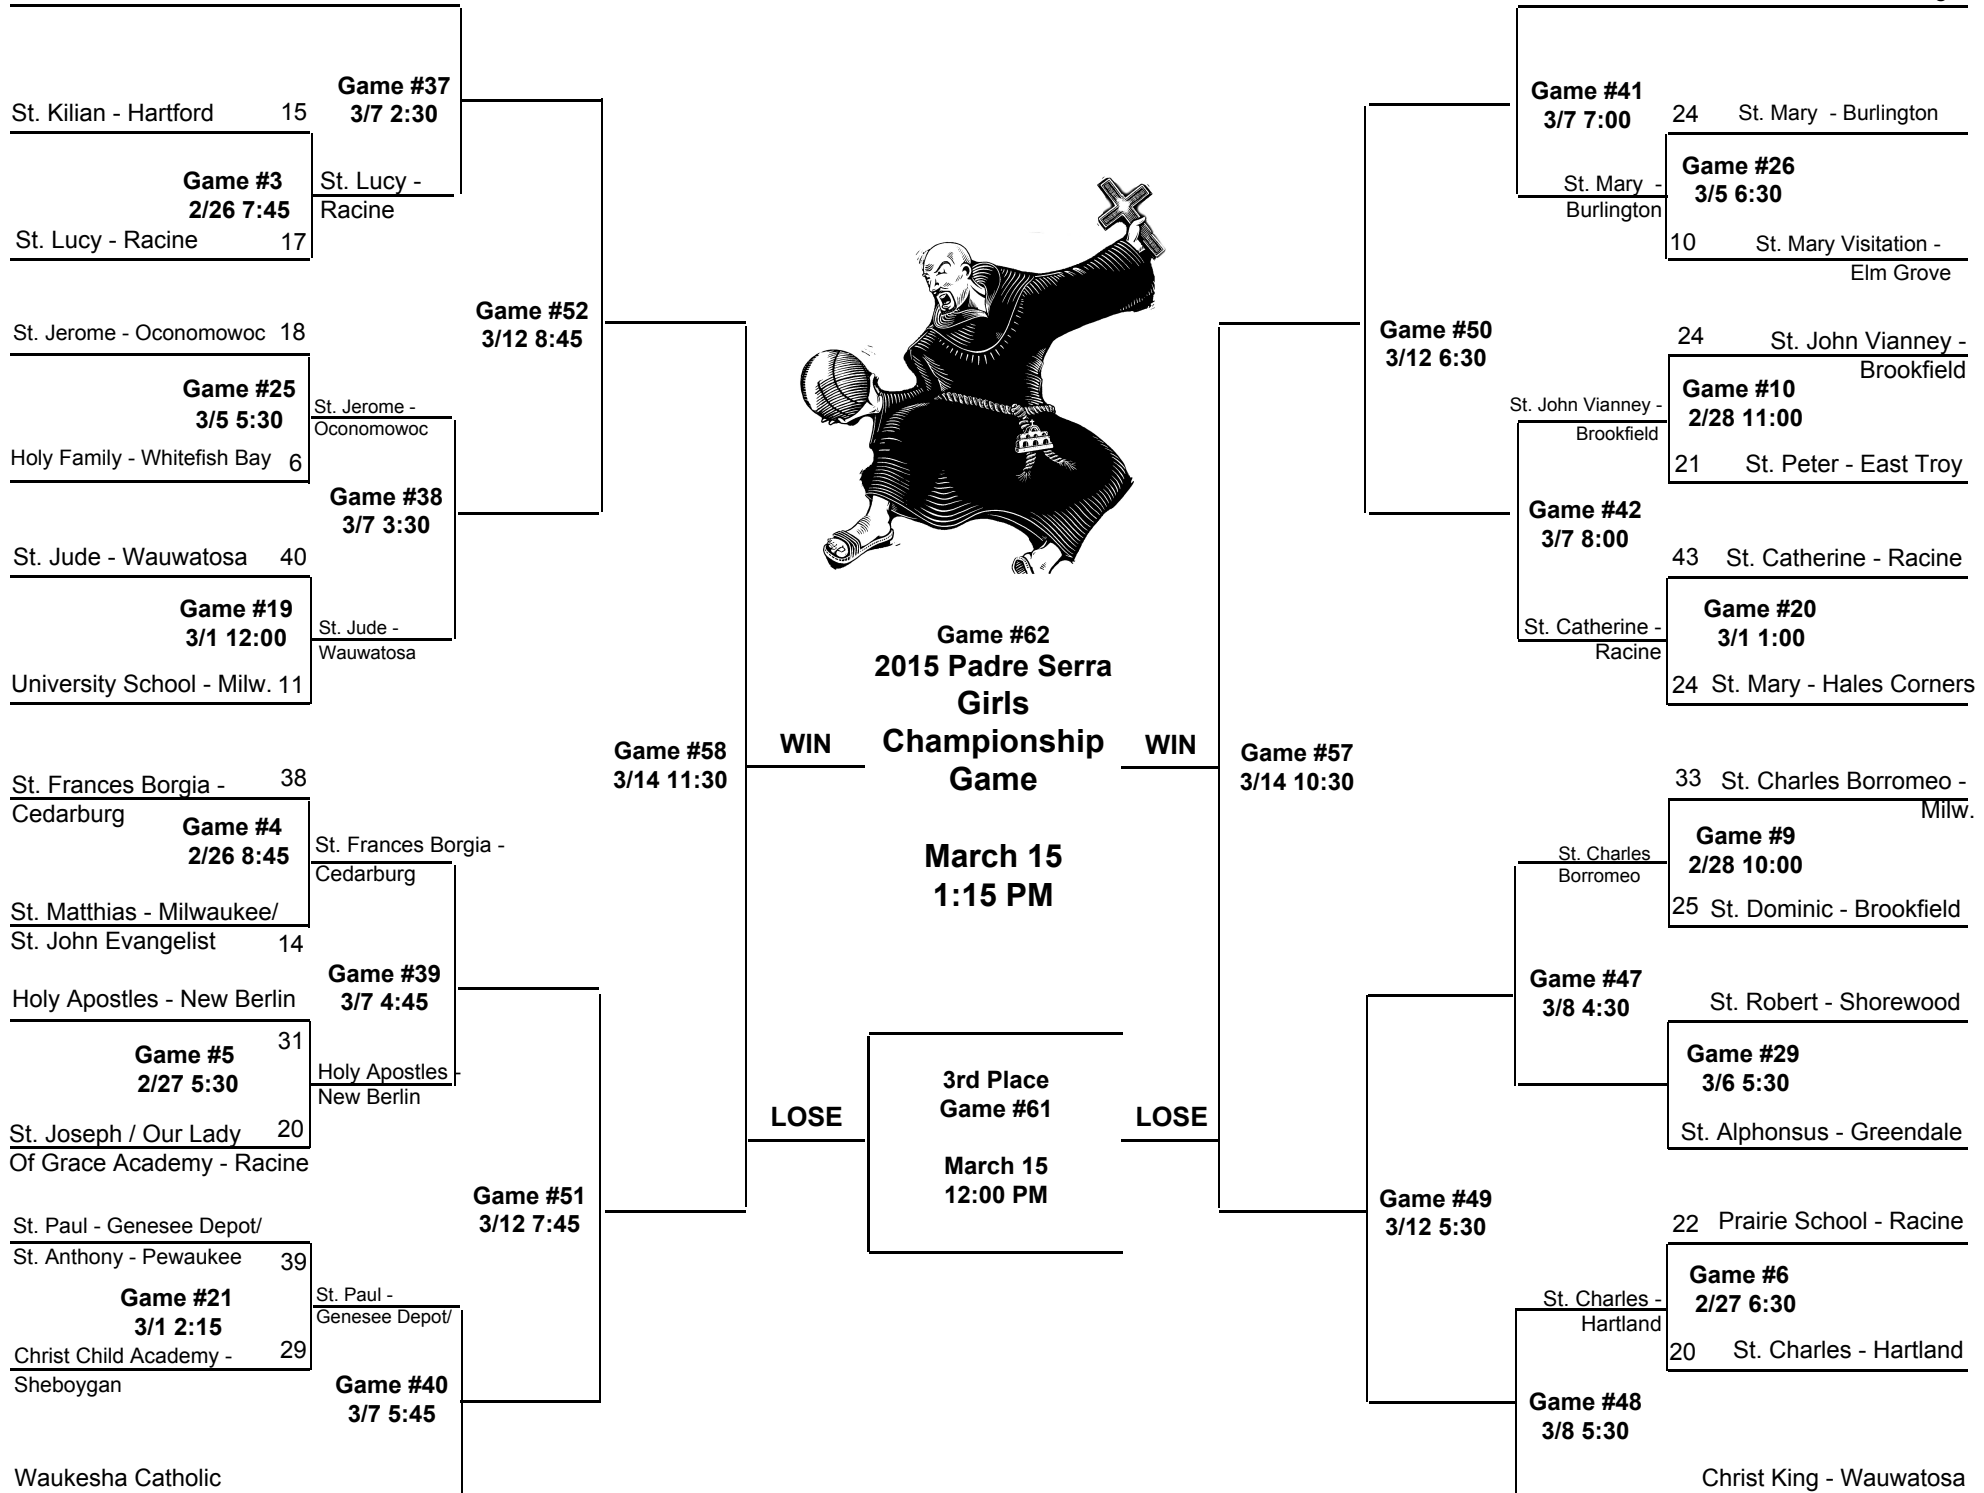 Game #37
3/7 2:30
St. Kilian - Hartford 15
Game #3
2/26 7:45
St. Lucy -
Racine
St. Lucy - Racine 17
Game #52
3/12 8:45
St. Jerome - Oconomowoc 18
Game #25
3/5 5:30
St. Jerome -
Oconomowoc
Holy Family - Whitefish Bay 6
Game #38
3/7 3:30
St. Jude - Wauwatosa 40
Game #19
3/1 12:00
St. Jude -
Wauwatosa
University School - Milw. 11
Game #58
3/14 11:30
St. Frances Borgia - 38
Cedarburg
Game #4
2/26 8:45
St. Frances Borgia -
Cedarburg
St. Matthias - Milwaukee/
St. John Evangelist 14
Game #39
3/7 4:45
Holy Apostles - New Berlin
31
Game #5
2/27 5:30
Holy Apostles -
New Berlin
St. Joseph / Our Lady 20
Of Grace Academy - Racine
Game #51
3/12 7:45
St. Paul - Genesee Depot/
St. Anthony - Pewaukee 39
Game #21
3/1 2:15
St. Paul -
Genesee Depot/
Christ Child Academy - 29
Sheboygan
Game #40
3/7 5:45
Waukesha Catholic
WIN
Game #62
2015 Padre Serra
Girls
Championship
Game
WIN
March 15
1:15 PM
LOSE
3rd Place
Game #61
LOSE
March 15
12:00 PM
Game #41
3/7 7:00
24 St. Mary - Burlington
Game #26
3/5 6:30
St. Mary -
Burlington
10 St. Mary Visitation -
Elm Grove
Game #50
3/12 6:30
24 St. John Vianney -
Brookfield
Game #10
2/28 11:00
St. John Vianney -
Brookfield
21 St. Peter - East Troy
Game #42
3/7 8:00
43 St. Catherine - Racine
Game #20
3/1 1:00
St. Catherine -
Racine
24 St. Mary - Hales Corners
Game #57
3/14 10:30
33 St. Charles Borromeo -
Milw.
Game #9
2/28 10:00
St. Charles
Borromeo
25 St. Dominic - Brookfield
Game #47
3/8 4:30
St. Robert - Shorewood
Game #29
3/6 5:30
St. Alphonsus - Greendale
Game #49
3/12 5:30
22 Prairie School - Racine
Game #6
2/27 6:30
St. Charles -
Hartland
20 St. Charles - Hartland
Game #48
3/8 5:30
Christ King - Wauwatosa